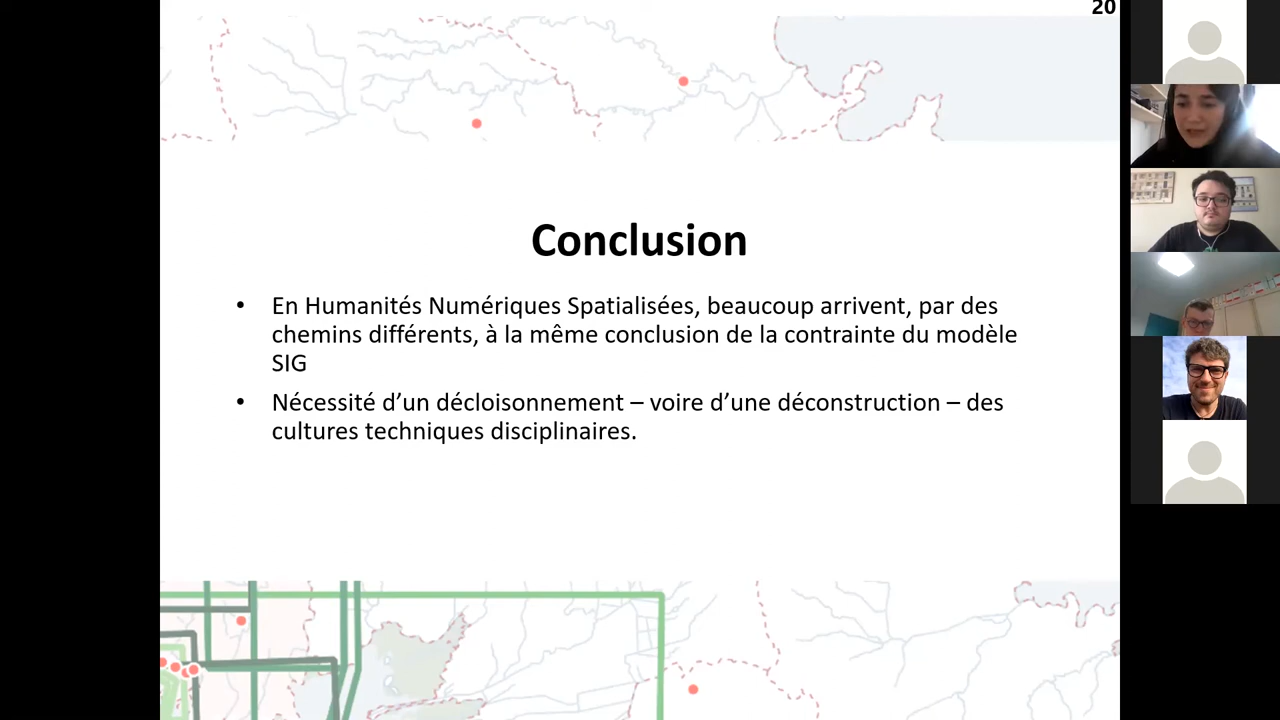 20
Conclusion
• En Humanités Numériques Spatialisées, beaucoup arrivent, par des
chemins différents, à la même conclusion de la contrainte du modèle
SIG
• Nécessité d’un décloisonnement – voire d’une déconstruction – des
cultures techniques disciplinaires.